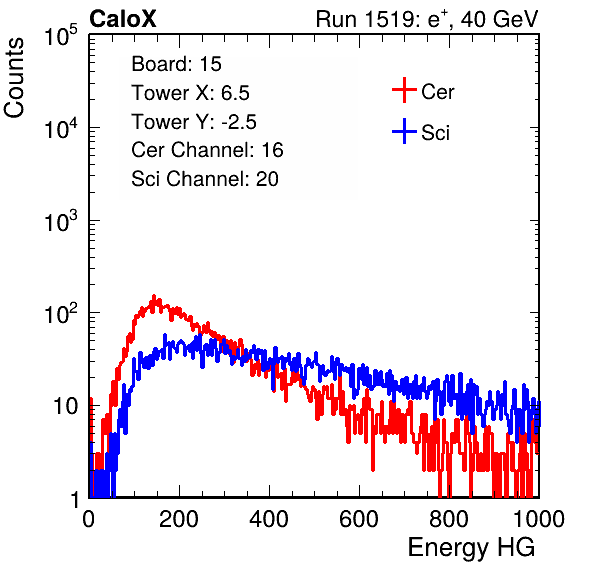 CaloX Run 1519: e⁺, 40 GeV
Counts
10⁵
10⁴
10³
10²
10
1
Board: 15
Tower X: 6.5
Tower Y: -2.5
Cer Channel: 16
Sci Channel: 20
Cer
Sci
0 200 400 600 800 1000
Energy HG